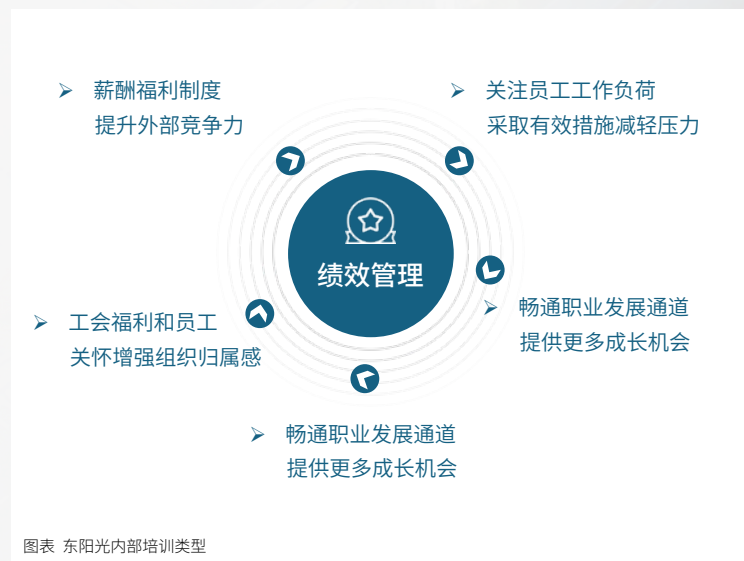 薪酬福利制度
提升外部竞争力
关注员工工作负荷
采取有效措施减轻压力
绩效管理
畅通职业发展通道
提供更多成长机会
工会福利和员工
关怀增强组织归属感
畅通职业发展通道
提供更多成长机会
图表 东阳光内部培训类型